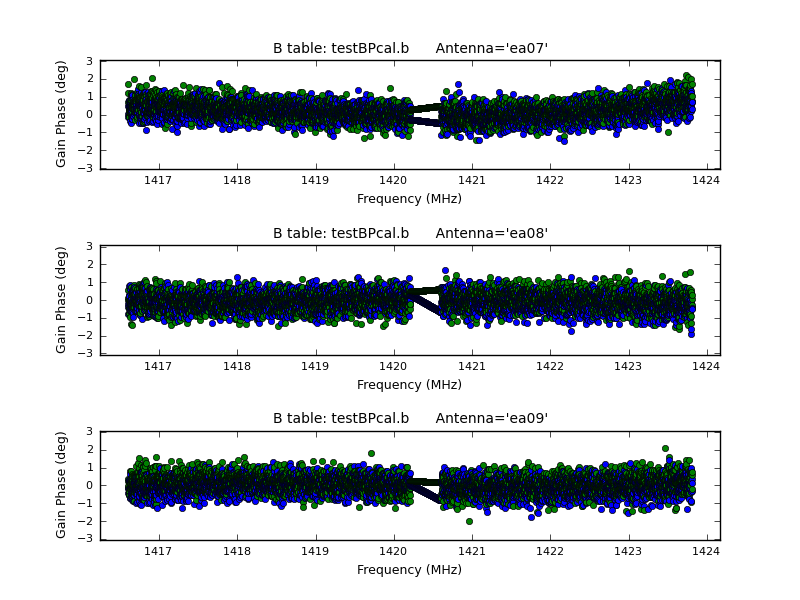 B table: testBPcal.b Antenna='ea07'
3
2
1
0
−1
−2
−3
Gain Phase (deg)
1417 1418 1419 1420 1421 1422 1423 1424
Frequency (MHz)
B table: testBPcal.b Antenna='ea08'
3
2
1
0
−1
−2
−3
Gain Phase (deg)
1417 1418 1419 1420 1421 1422 1423 1424
Frequency (MHz)
B table: testBPcal.b Antenna='ea09'
3
2
1
0
−1
−2
−3
Gain Phase (deg)
1417 1418 1419 1420 1421 1422 1423 1424
Frequency (MHz)